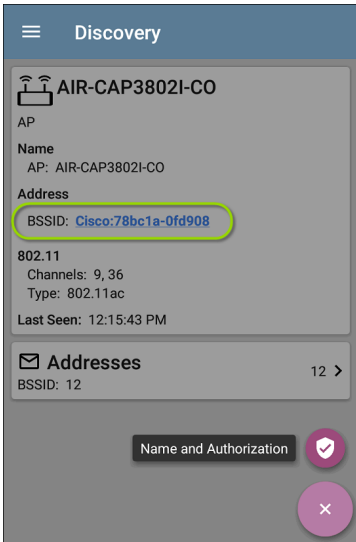 Discovery
AIR-CAP3802I-CO
AP
Name
AP: AIR-CAP3802I-CO
Address
BSSID: Cisco:78bc1a-0fd908
802.11
Channels: 9, 36
Type: 802.11ac
Last Seen: 12:15:43 PM
Addresses
12
BSSID: 12
Name and Authorization